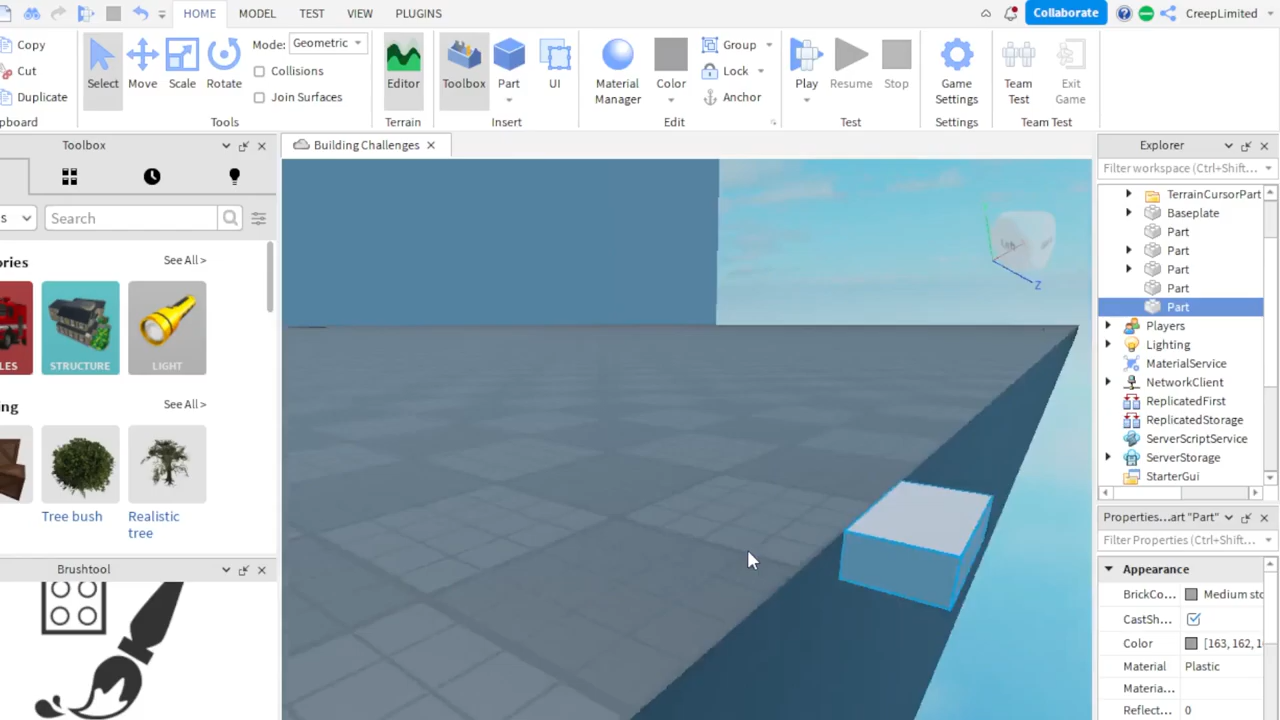 HOME MODEL TEST VIEW PLUGINS Collaborate CreepLimited
Copy
Cut
Duplicate
pboard
Select Move Scale Rotate
Mode: Geometric
Collisions
Join Surfaces
Tools
Editor
Terrain
Toolbox Part UI
Insert
Material Manager
Color
Group
Lock
Anchor
Edit
Play Resume Stop
Test
Game Settings
Settings
Team Test
Exit Game
Team Test
Toolbox
s Search
ories See All >
LES STRUCTURE LIGHT
ng See All >
Tree bush
Realistic tree
Brushtool
Building Challenges
Z
Explorer
Filter workspace (Ctrl+Shift...
TerrainCursorPart
Baseplate
Part
Part
Part
Part
Part
Players
Lighting
MaterialService
NetworkClient
ReplicatedFirst
ReplicatedStorage
ServerScriptService
ServerStorage
StarterGui
Properties...art "Part"
Filter Properties (Ctrl+Shift...
Appearance
BrickCo... Medium sto
CastSh...
Color [163, 162, 1
Material Plastic
Materia...
Reflect... 0